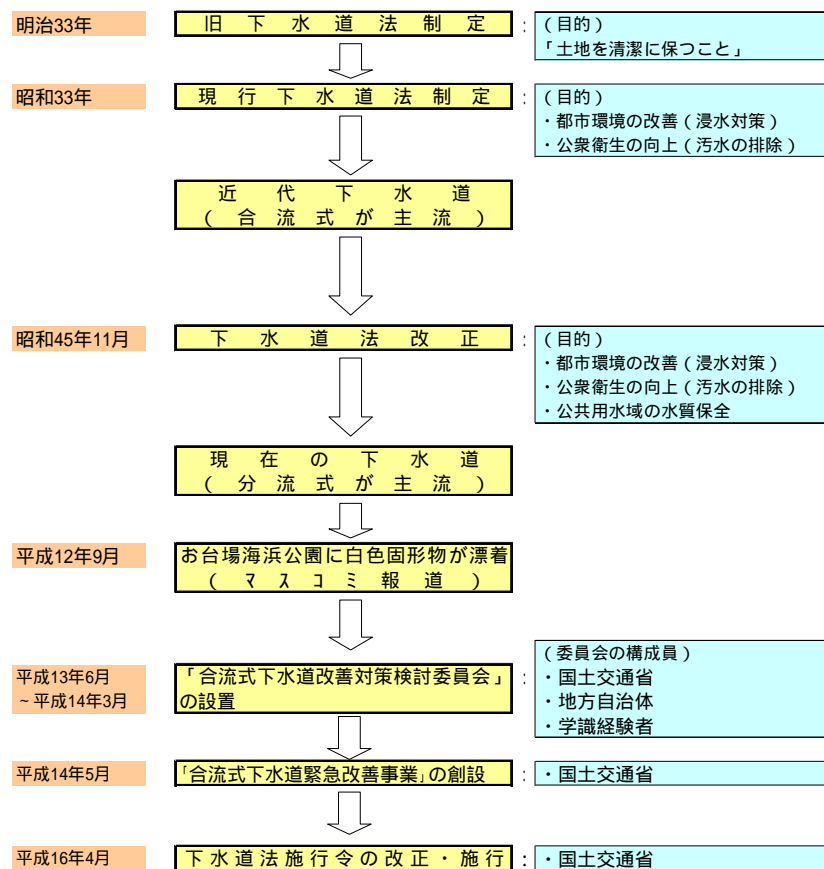 明治33年
旧下水道法制定 :
(目的)
「土地を清潔に保つこと」
昭和33年
現行下水道法制定 :
(目的)
・都市環境の改善(浸水対策)
・公衆衛生の向上(汚水の排除)
近代下水道
(合流式が主流)
昭和45年11月
下水道法改正 :
(目的)
・都市環境の改善(浸水対策)
・公衆衛生の向上(汚水の排除)
・公共用水域の水質保全
現在の下水道
(分流式が主流)
平成12年9月
お台場海浜公園に白色固形物が漂着
(マスコミ報道)
平成13年6月
~平成14年3月
「合流式下水道改善対策検討委員会」
の設置 :
(委員会の構成員)
・国土交通省
・地方自治体
・学識経験者
平成14年5月
「合流式下水道緊急改善事業」の創設 :
・国土交通省
平成16年4月
下水道法施行令の改正・施行 :
・国土交通省